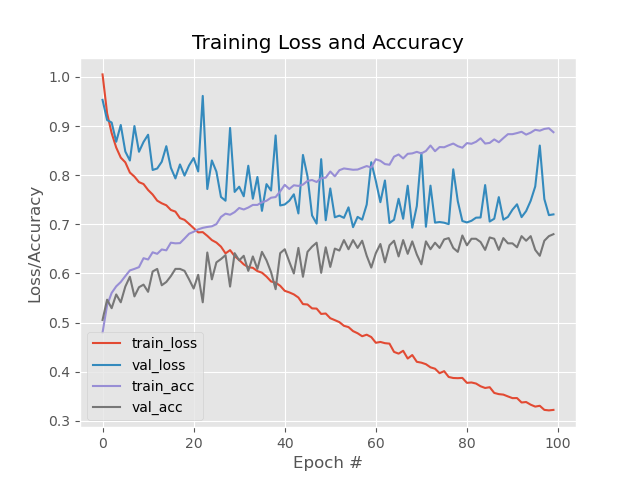 Training Loss and Accuracy
1.0
0.9
0.8
0.7
0.6
0.5
0.4
0.3
Loss/Accuracy
train_loss
val_loss
train_acc
val_acc
0 20 40 60 80 100
Epoch #